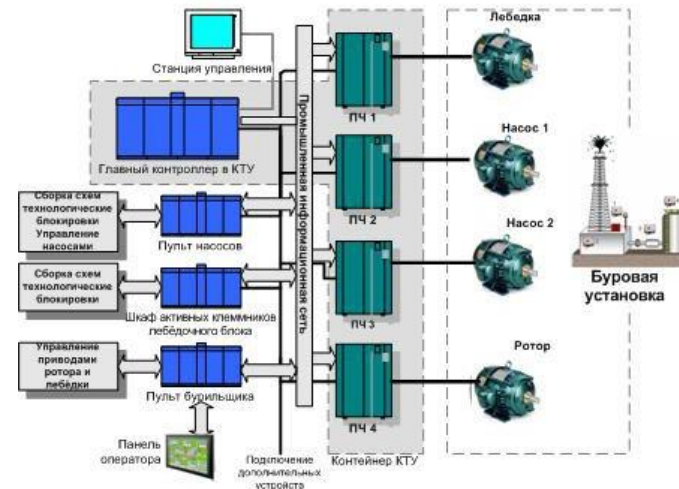 Лебедка
Станция управления
ПЧ 1
Главный контроллер в КТУ
Промышленная информационная сеть
Насос 1
ПЧ 2
Сборка схем
технологические
блокировки
Управление
насосами
Пульт насосов
Насос 2
Буровая
установка
Сборка схем
технологические
блокировки
Шкаф активных клеммников
лебёдочного блока
ПЧ 3
Управление
приводами
ротора и
лебёдки
Пульт бурильщика
Ротор
ПЧ 4
Панель
оператора
Подключение
дополнительных
устройств
Контейнер КТУ